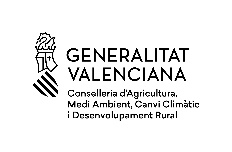 GENERALITAT
VALENCIANA
Conselleria d'Agricultura,
Medi Ambient, Canvi Climàtic
i Desenvolupament Rural